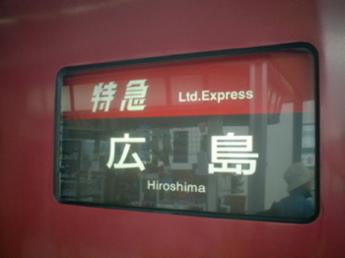 特急 Ltd.Express
広島
Hiroshima